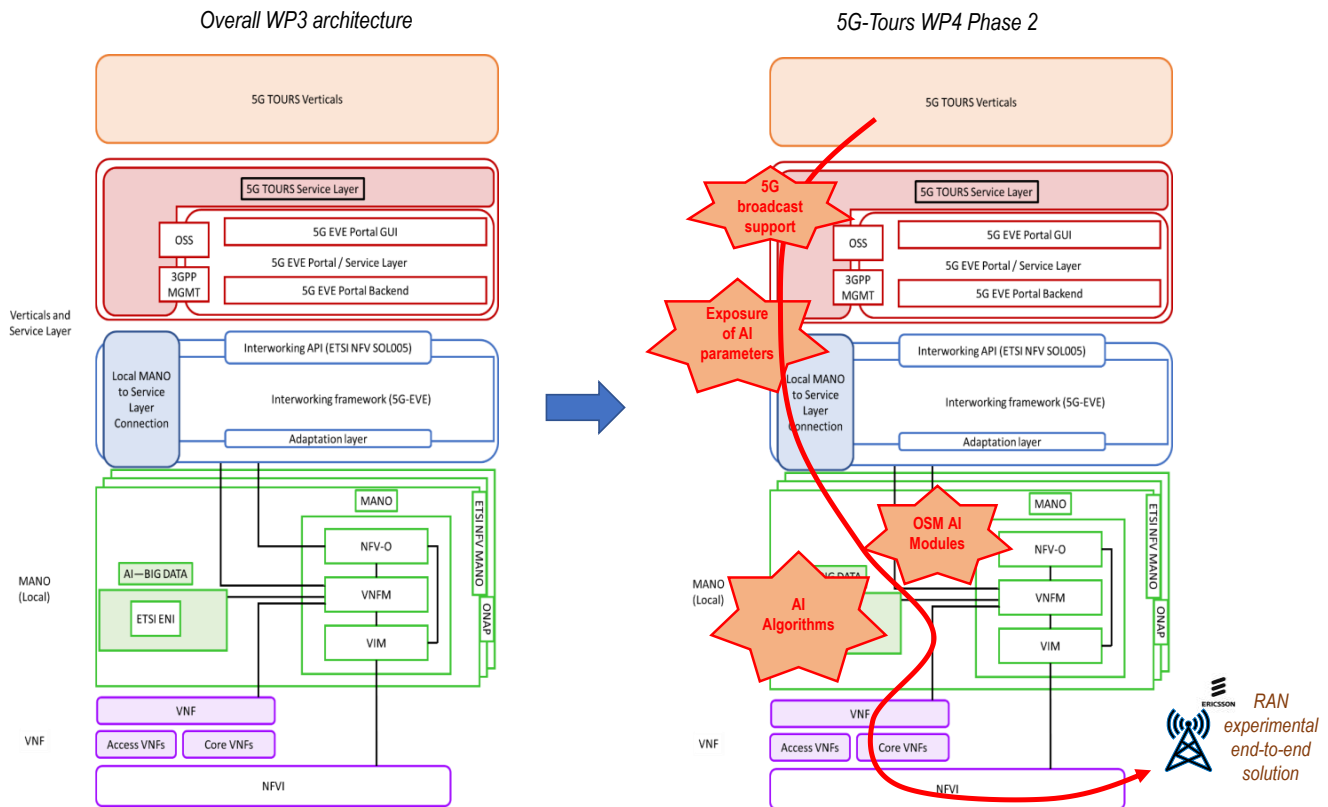 Overall WP3 architecture
5G TOURS Verticals
5G TOURS Service Layer
OSS
5G EVE Portal GUI
5G EVE Portal / Service Layer
3GPP
MGMT
5G EVE Portal Backend
Verticals and
Service Layer
Interworking API (ETSI NFV SOL005)
Local MANO
to Service
Layer
Connection
Interworking framework (5G-EVE)
Adaptation layer
MANO
ETSI NFV MANO
ONAP
NFV-O
AI—BIG DATA
VNFM
ETSI ENI
VIM
MANO
(Local)
VNF
VNF
Access VNFs
Core VNFs
NFVI
5G-Tours WP4 Phase 2
5G TOURS Verticals
5G
broadcast
support
5G TOURS Service Layer
OSS
5G EVE Portal GUI
5G EVE Portal / Service Layer
3GPP
MGMT
5G EVE Portal Backend
Exposure
of AI
parameters
Interworking API (ETSI NFV SOL005)
Local MANO
to Service
Layer
Connection
Interworking framework (5G-EVE)
Adaptation layer
MANO
ETSI NFV MANO
ONAP
OSM AI
Modules
NFV-O
DATA
VNFM
AI
Algorithms
VIM
MANO
(Local)
VNF
VNF
Access VNFs
Core VNFs
NFVI
ERICSSON
RAN
experimental
end-to-end
solution